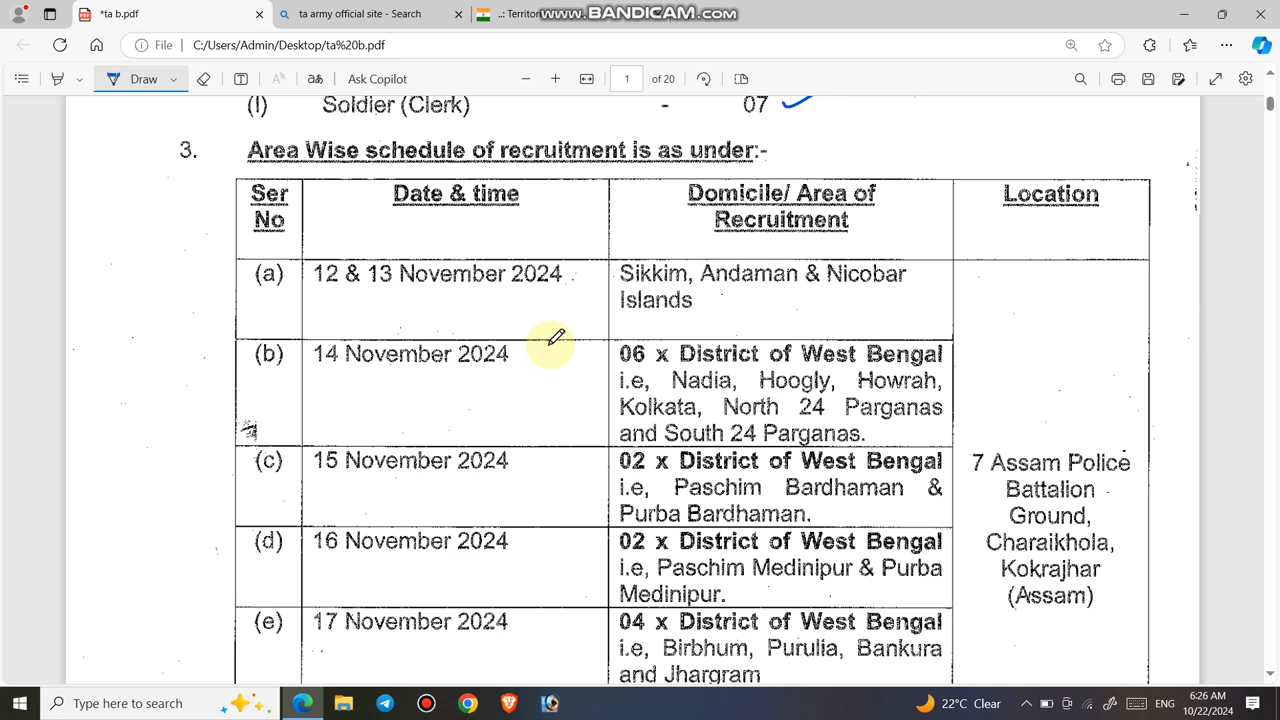 *ta b.pdf
ta army official site - Search
.: Territor
www.BANDICAM.com
File
C:/Users/Admin/Desktop/ta%20b.pdf
Draw
Ask Copilot
1
of 20
(l) Soldier (Clerk) - 07
3. Area Wise schedule of recruitment is as under:-
Ser No
Date & time
Domicile/ Area of
Recruitment
Location
(a)
12 & 13 November 2024
Sikkim, Andaman & Nicobar
Islands
(b)
14 November 2024
06 x District of West Bengal
i.e, Nadia, Hoogly, Howrah,
Kolkata, North 24 Parganas
and South 24 Parganas.
(c)
15 November 2024
02 x District of West Bengal
i.e, Paschim Bardhaman &
Purba Bardhaman.
(d)
16 November 2024
02 x District of West Bengal
i.e, Paschim Medinipur & Purba
Medinipur.
(e)
17 November 2024
04 x District of West Bengal
i.e, Birbhum, Purulia, Bankura
and Jhargram
7 Assam Police
Battalion
Ground,
Charaikhola,
Kokrajhar
(Assam)
Type here to search
22°C Clear
ENG
6:26 AM
10/22/2024